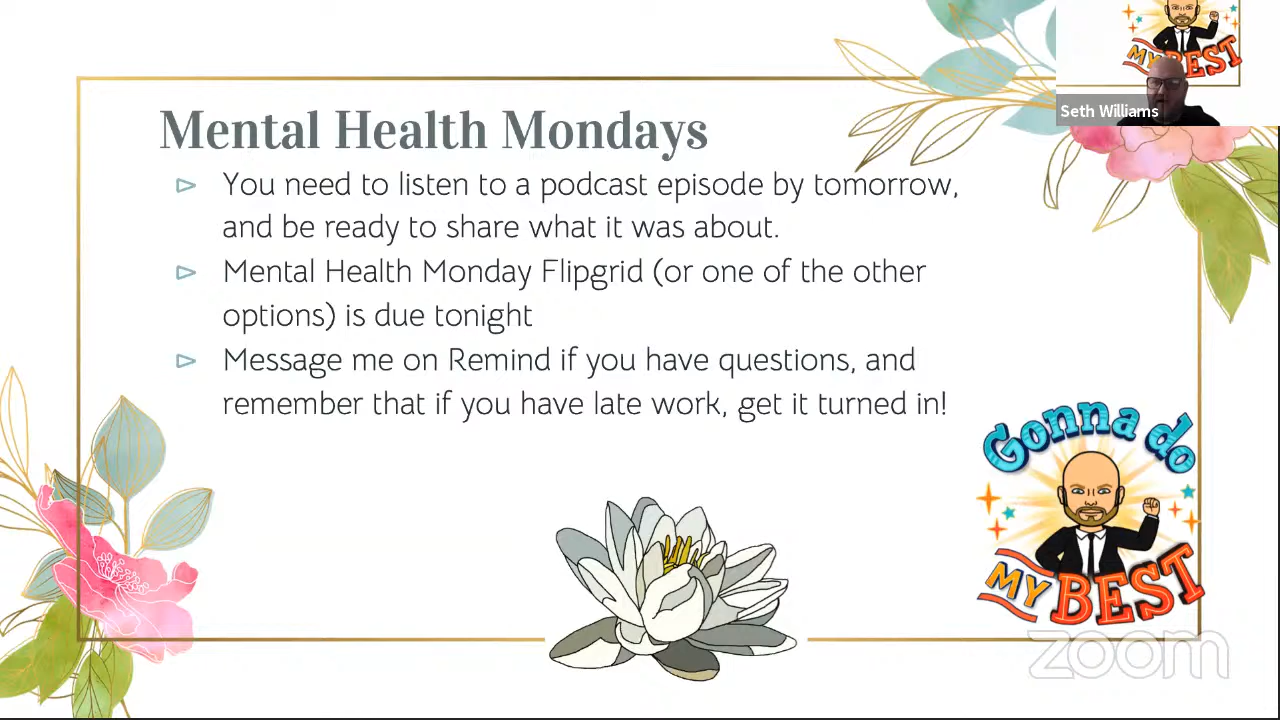 MY BEST
Seth Williams
Mental Health Mondays
You need to listen to a podcast episode by tomorrow,
and be ready to share what it was about.
Mental Health Monday Flipgrid (or one of the other
options) is due tonight
Message me on Remind if you have questions, and
remember that if you have late work, get it turned in!
Gonna do
MY BEST
zoom